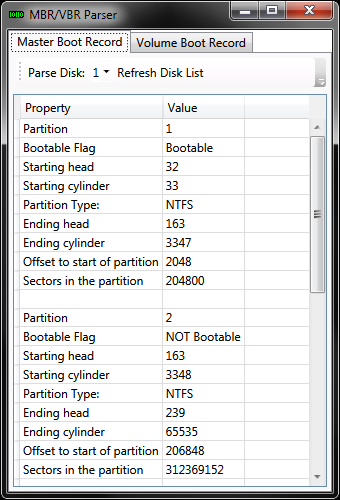 MBR/VBR Parser
Master Boot Record Volume Boot Record
Parse Disk: 1 Refresh Disk List
Property Value
Partition 1
Bootable Flag Bootable
Starting head 32
Starting cylinder 33
Partition Type: NTFS
Ending head 163
Ending cylinder 3347
Offset to start of partition 2048
Sectors in the partition 204800
Partition 2
Bootable Flag NOT Bootable
Starting head 163
Starting cylinder 3348
Partition Type: NTFS
Ending head 239
Ending cylinder 65535
Offset to start of partition 206848
Sectors in the partition 312369152